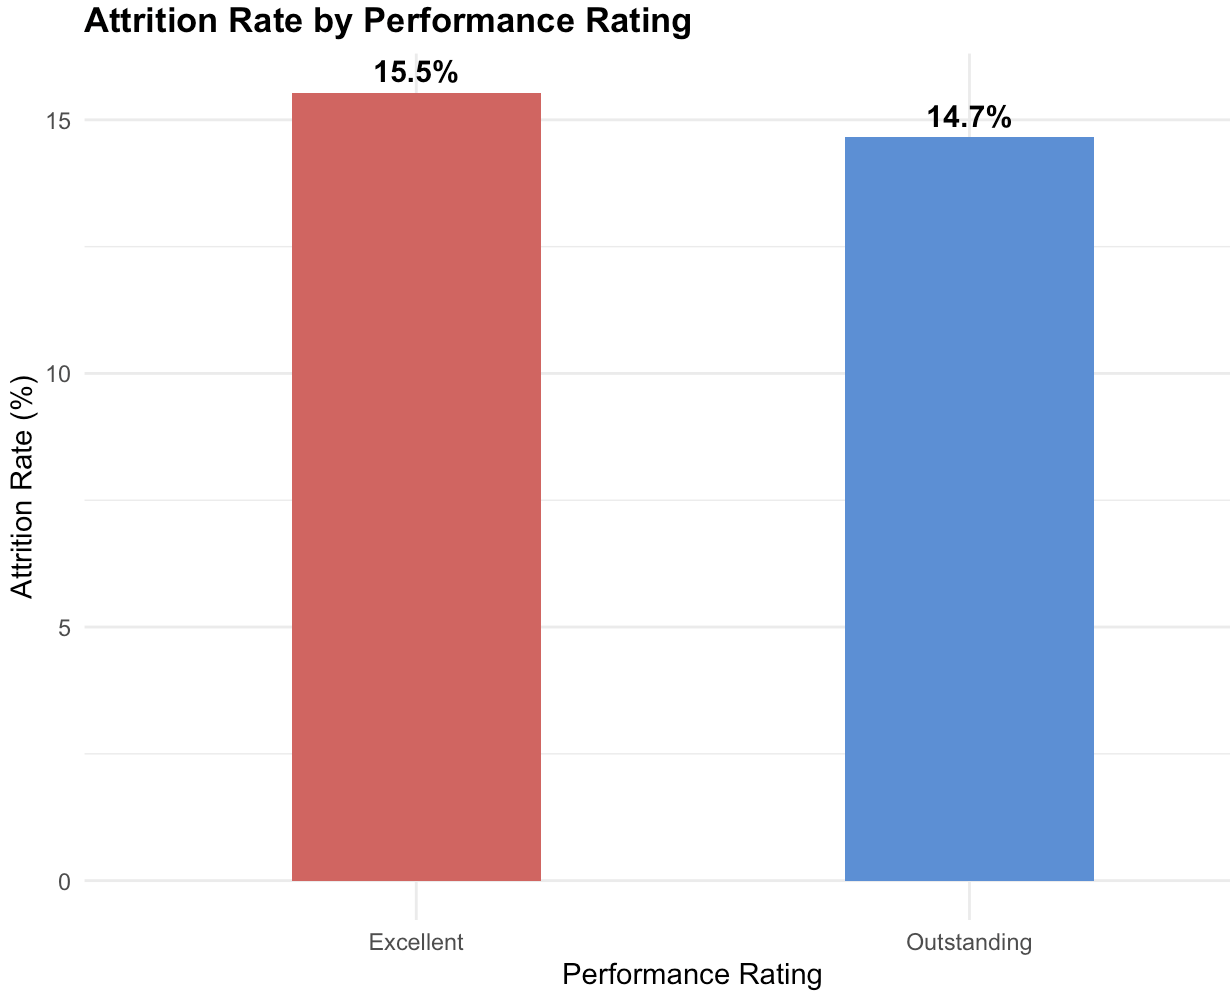 Attrition Rate by Performance Rating
15.5%
14.7%
15
10
5
0
Attrition Rate (%)
Excellent
Outstanding
Performance Rating